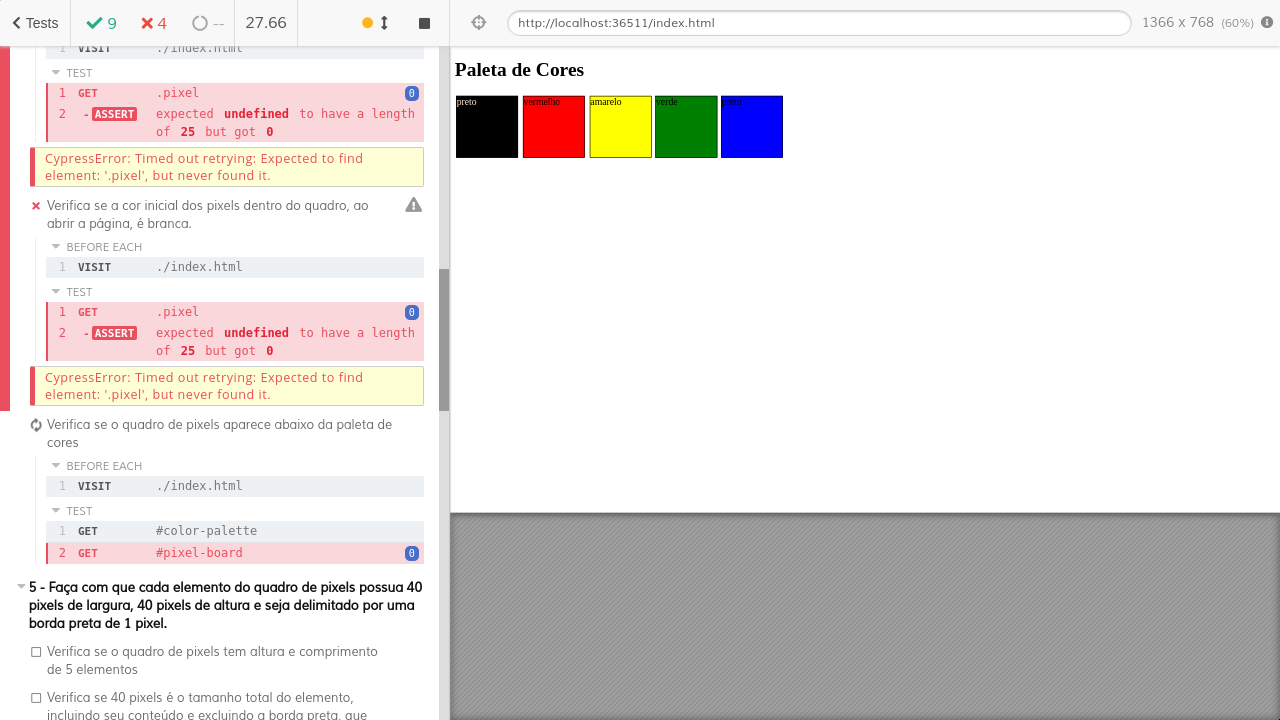 Tests 9 4 -- 27.66 http://localhost:36511/index.html 1366 x 768 (60%)
1 VISIT ./index.html
TEST
1 GET .pixel 0
2 -ASSERT expected undefined to have a length
of 25 but got 0
CypressError: Timed out retrying: Expected to find
element: '.pixel', but never found it.
Verifica se a cor inicial dos pixels dentro do quadro, ao
abrir a página, é branca.
BEFORE EACH
1 VISIT ./index.html
TEST
1 GET .pixel 0
2 -ASSERT expected undefined to have a length
of 25 but got 0
CypressError: Timed out retrying: Expected to find
element: '.pixel', but never found it.
Verifica se o quadro de pixels aparece abaixo da paleta de
cores
BEFORE EACH
1 VISIT ./index.html
TEST
1 GET #color-palette
2 GET #pixel-board 0
5 - Faça com que cada elemento do quadro de pixels possua 40
pixels de largura, 40 pixels de altura e seja delimitado por uma
borda preta de 1 pixel.
Verifica se o quadro de pixels tem altura e comprimento
de 5 elementos
Verifica se 40 pixels é o tamanho total do elemento,
incluindo seu conteúdo e excluindo a borda preta, que
Paleta de Cores
preto vermelho amarelo verde preto